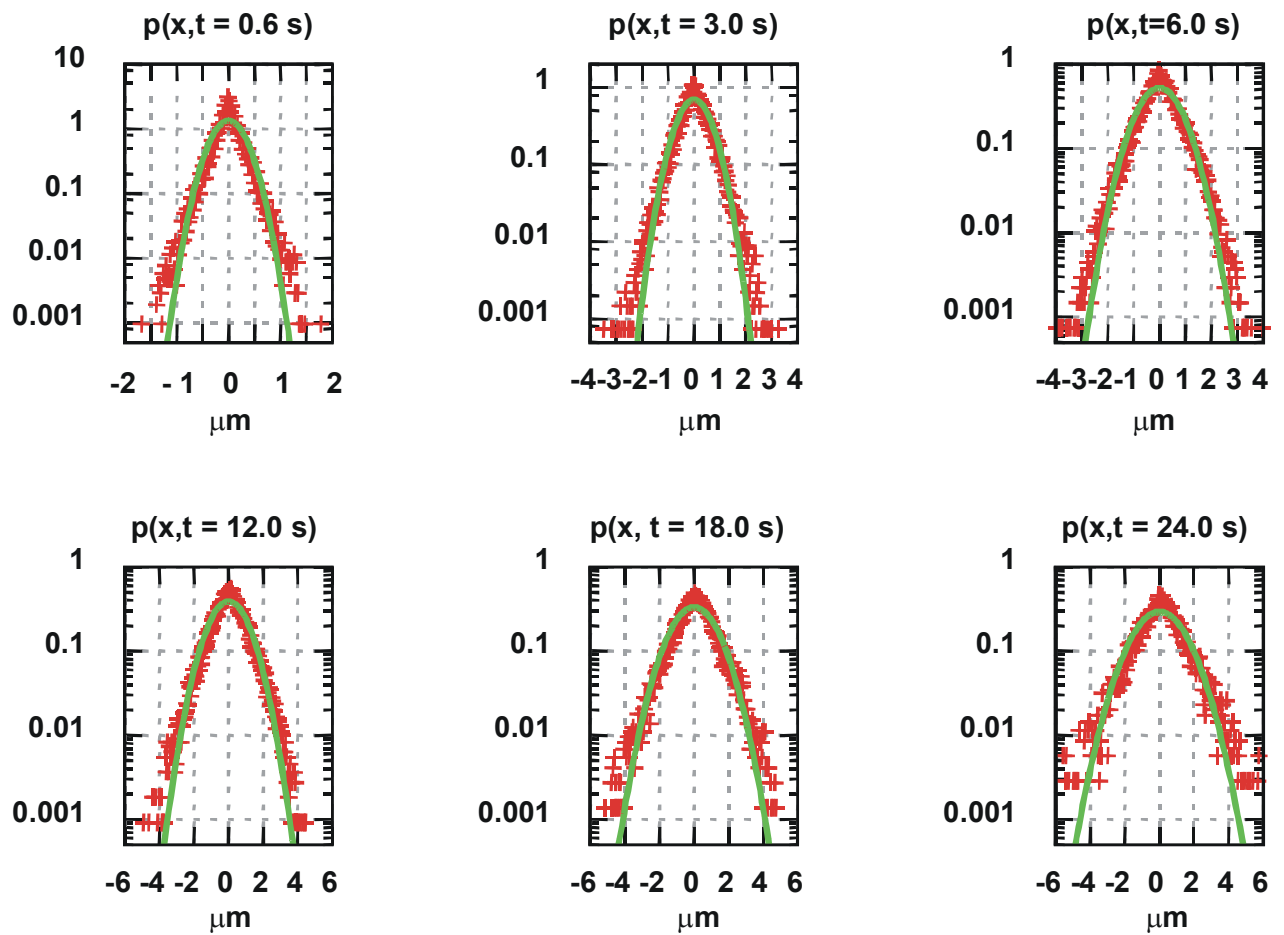 p(x,t = 0.6 s)
10
1
0.1
0.01
0.001
-2 - 1 0 1 2
μm
p(x,t = 3.0 s)
1
0.1
0.01
0.001
-4-3-2-1 0 1 2 3 4
μm
p(x,t=6.0 s)
1
0.1
0.01
0.001
-4-3-2-1 0 1 2 3 4
μm
p(x,t = 12.0 s)
1
0.1
0.01
0.001
-6 -4 -2 0 2 4 6
μm
p(x, t = 18.0 s)
1
0.1
0.01
0.001
-6 -4 -2 0 2 4 6
μm
p(x,t = 24.0 s)
1
0.1
0.01
0.001
-6 -4 -2 0 2 4 6
μm